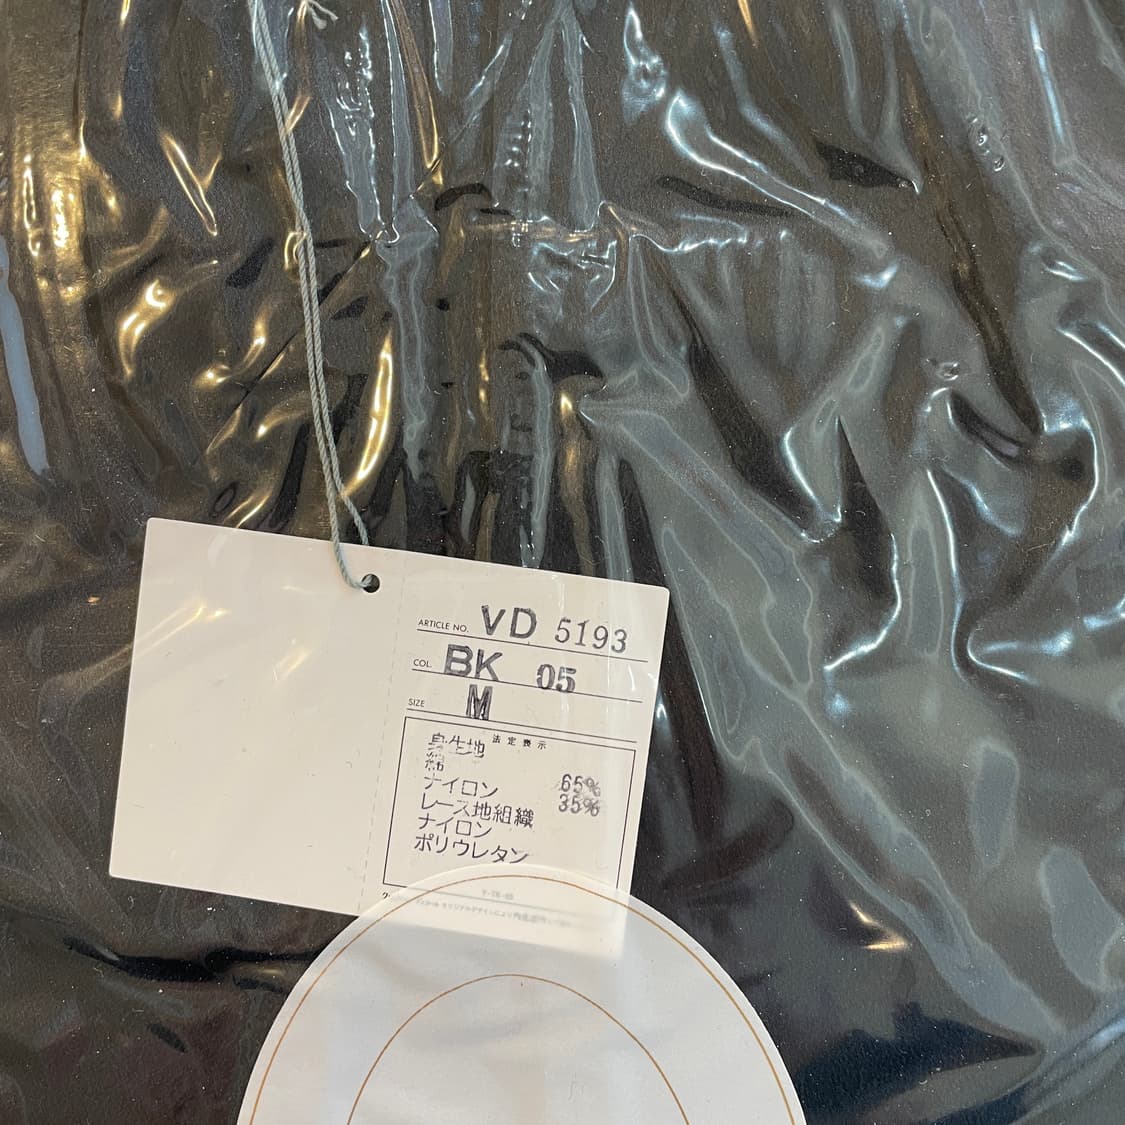 ARTICLE NO. VD 5193
COL. BK 05
SIZE M
法定表示
身生地
綿 65%
ナイロン 35%
レース地組織
ナイロン
ポリウレタン